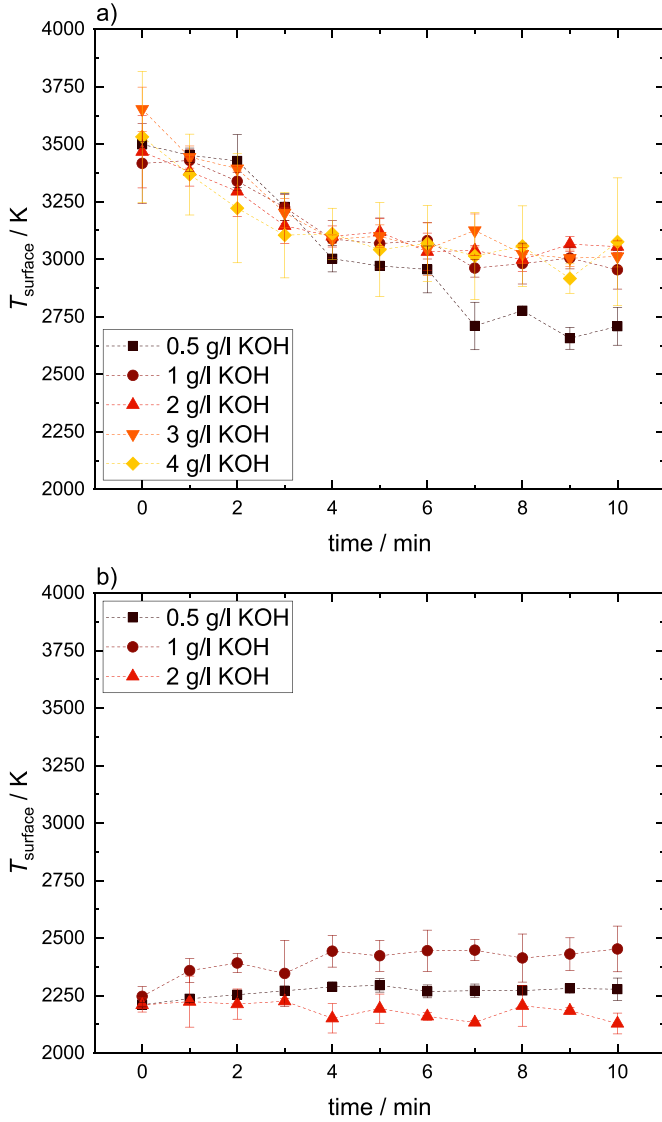 a)
4000
3750
3500
3250
3000
2750
2500
2250
2000
T surface / K
0.5 g/l KOH
1 g/l KOH
2 g/l KOH
3 g/l KOH
4 g/l KOH
0 2 4 6 8 10
time / min
b)
4000
3750
3500
3250
3000
2750
2500
2250
2000
T surface / K
0.5 g/l KOH
1 g/l KOH
2 g/l KOH
0 2 4 6 8 10
time / min